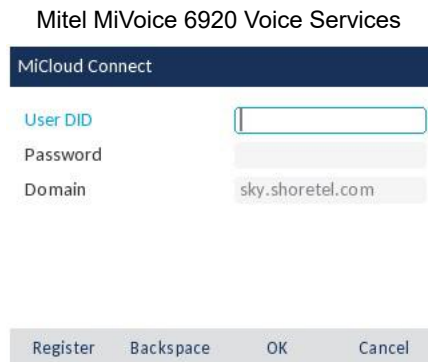 Mitel MiVoice 6920 Voice Services
MiCloud Connect
User DID
Password
Domain sky.shoretel.com
Register Backspace OK Cancel